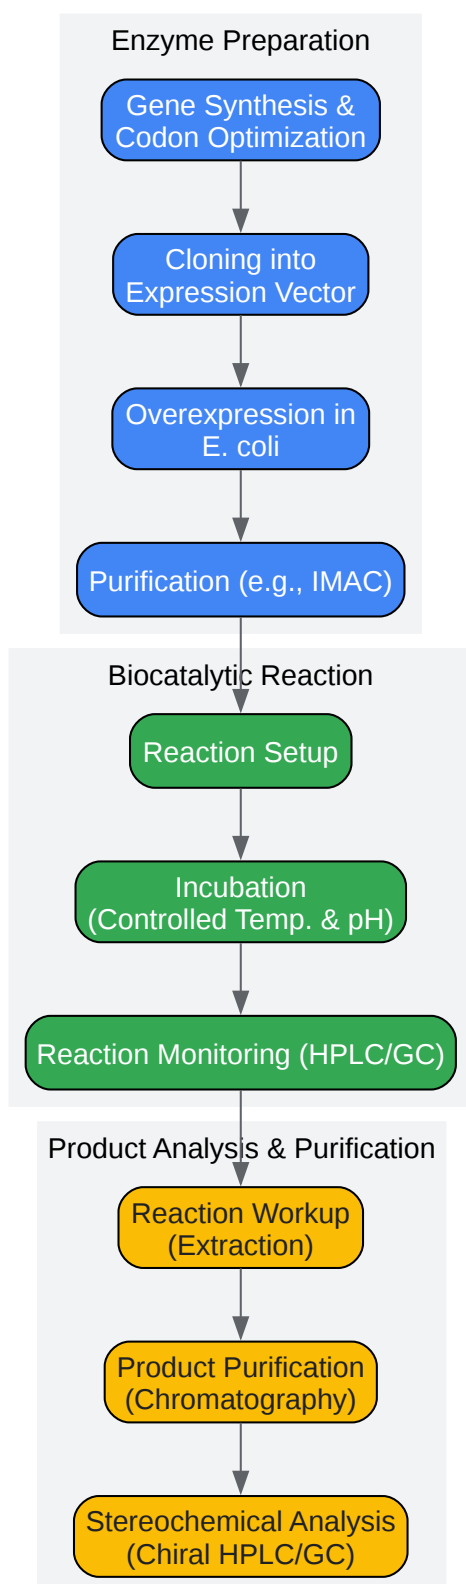 Enzyme Preparation
Gene Synthesis &
Codon Optimization
Cloning into
Expression Vector
Overexpression in
E. coli
Purification (e.g., IMAC)
Biocatalytic Reaction
Reaction Setup
Incubation
(Controlled Temp. & pH)
Reaction Monitoring (HPLC/GC)
Product Analysis & Purification
Reaction Workup
(Extraction)
Product Purification
(Chromatography)
Stereochemical Analysis
(Chiral HPLC/GC)